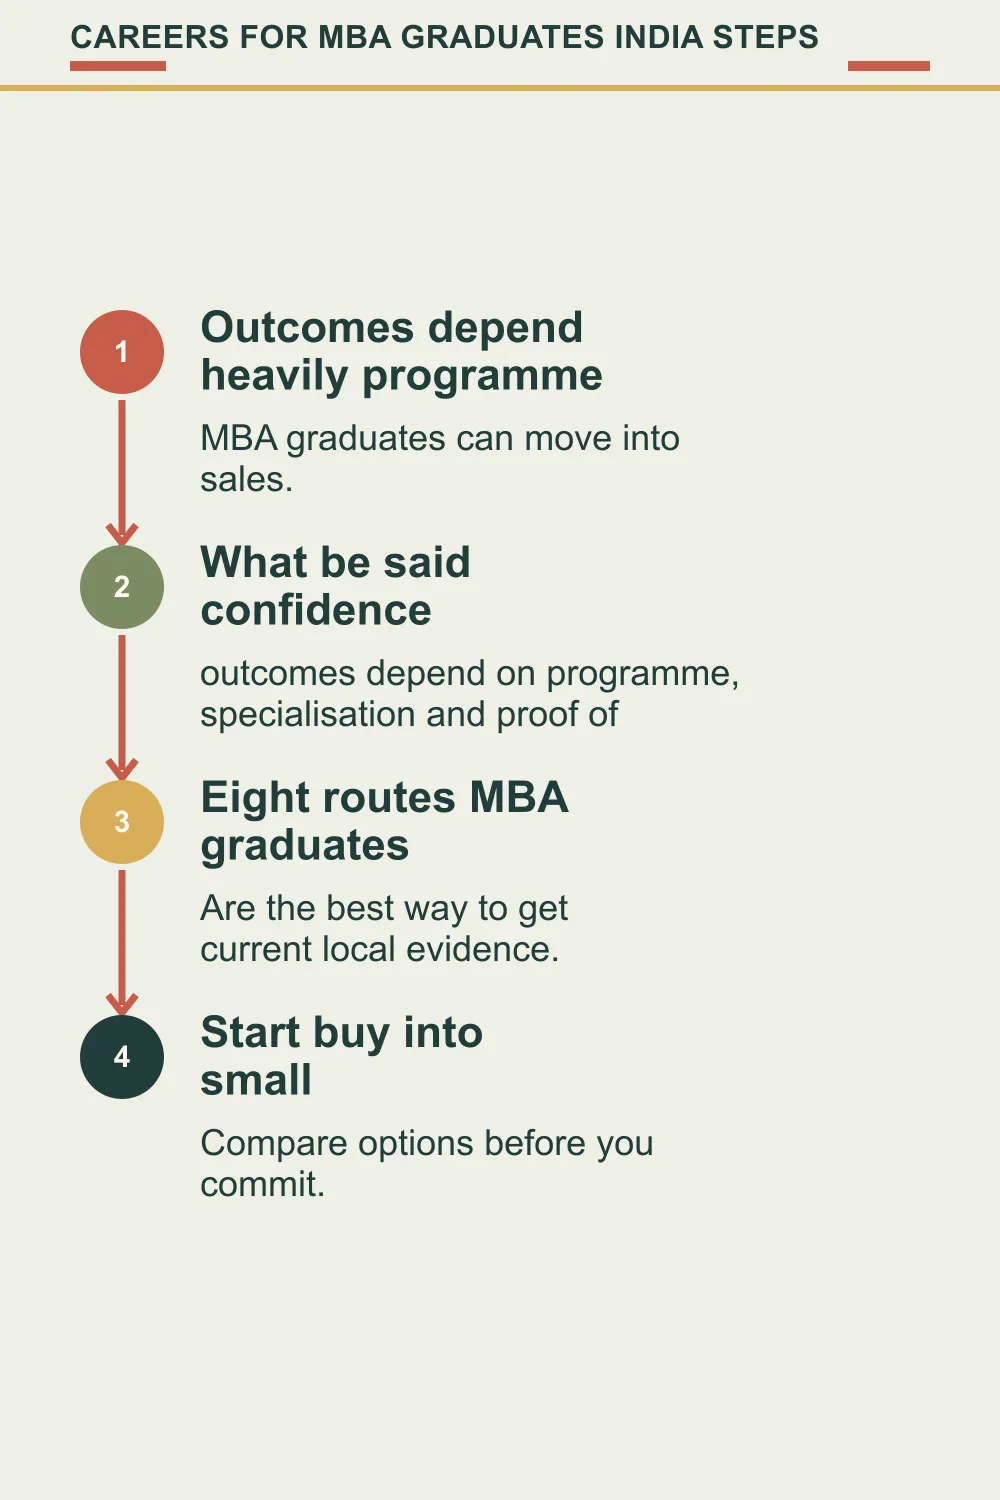 CAREERS FOR MBA GRADUATES INDIA STEPS
1
Outcomes depend
heavily programme
MBA graduates can move into
sales.
2
What be said
confidence
outcomes depend on programme,
specialisation and proof of
3
Eight routes MBA
graduates
Are the best way to get
current local evidence.
4
Start buy into
small
Compare options before you
commit.